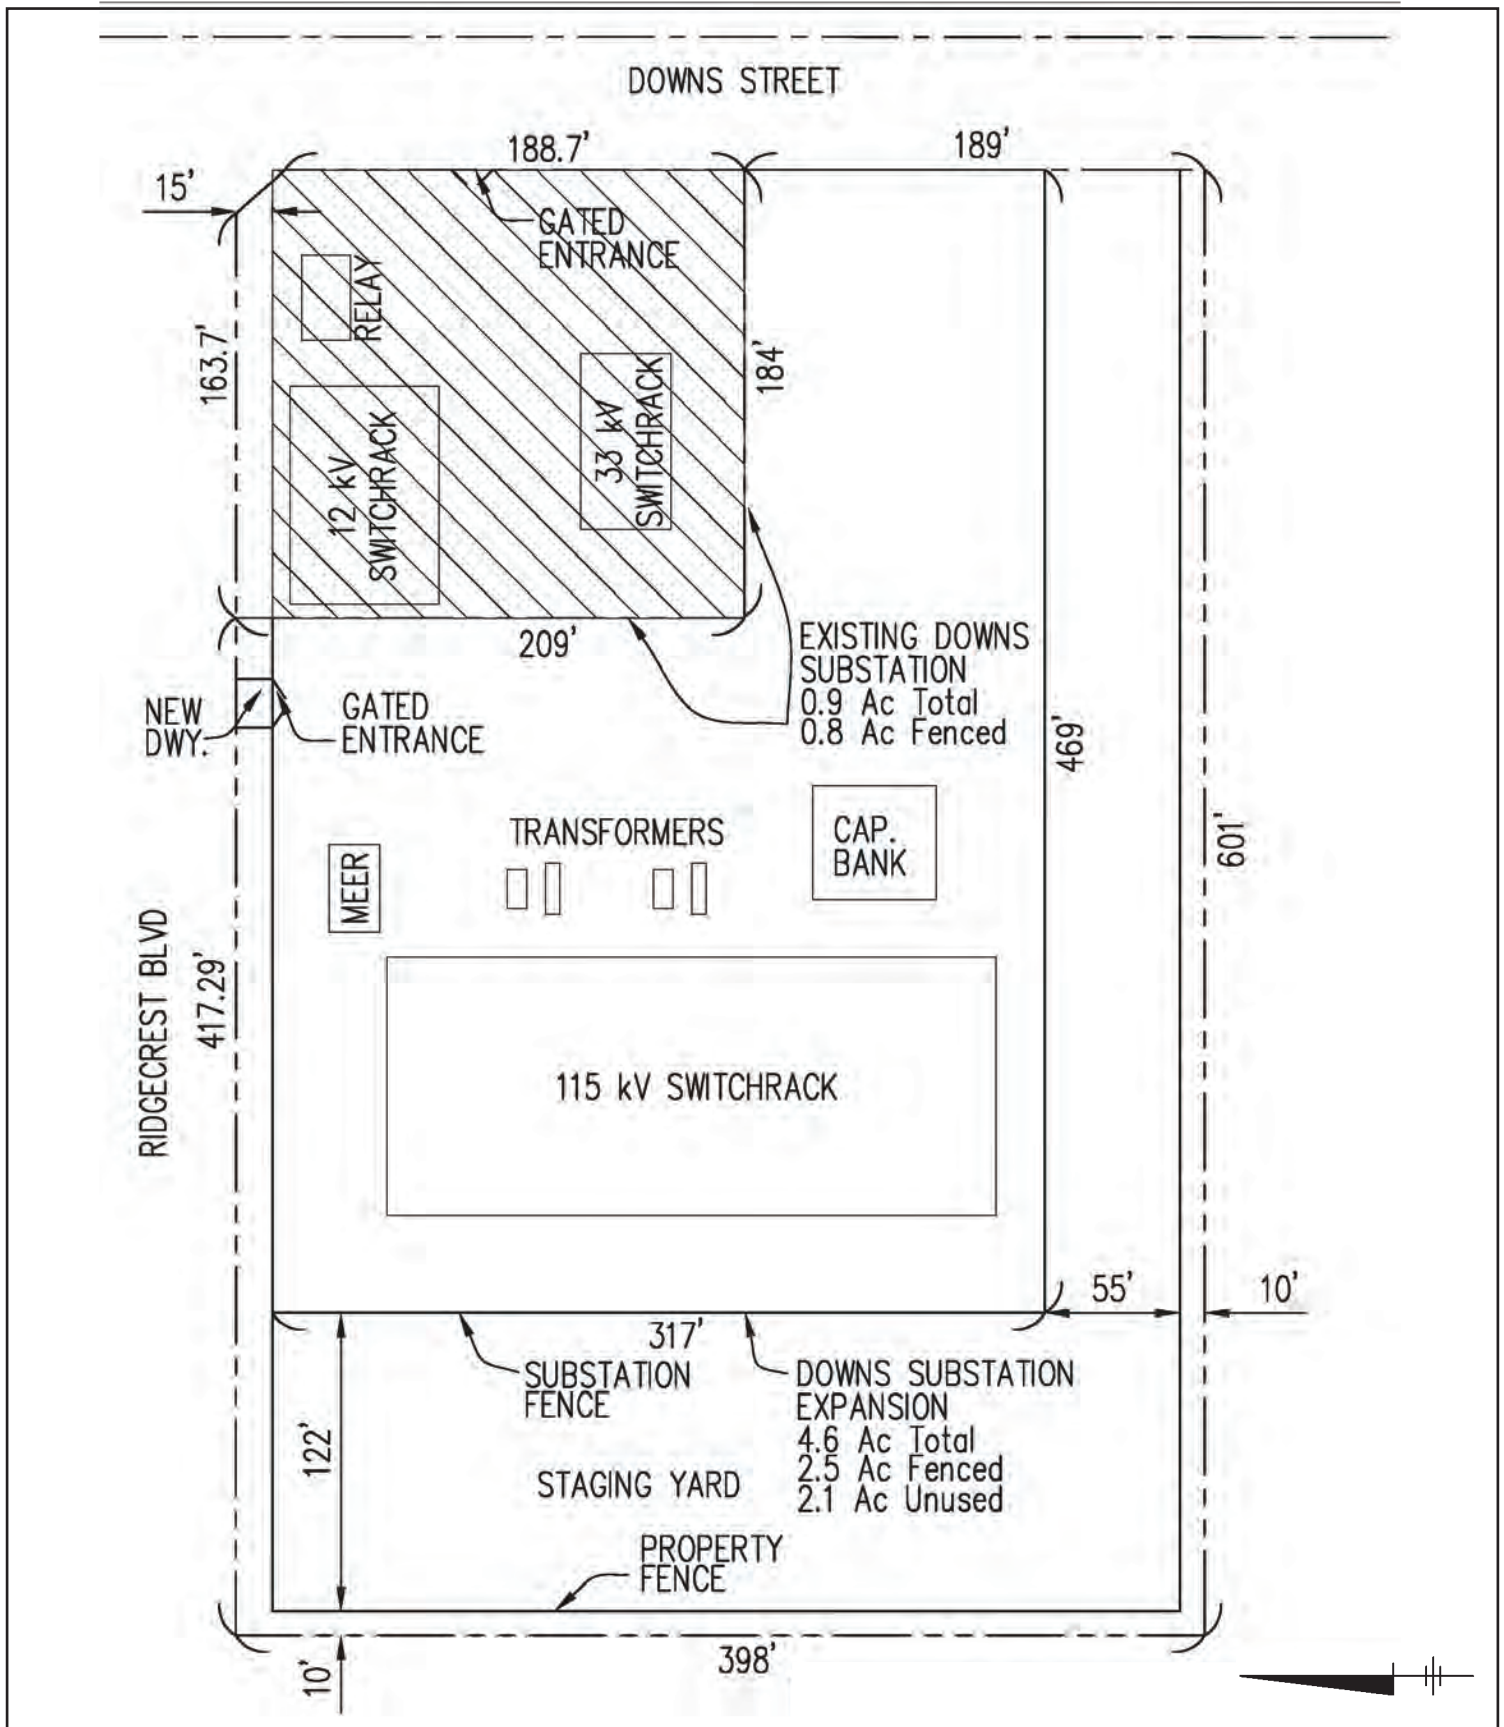 DOWNS STREET
188.7'
189'
15'
GATED
ENTRANCE
RELAY
163.7'
184'
33 kV
SWITCHRACK
12 kV
SWITCHRACK
209'
EXISTING DOWNS
SUBSTATION
0.9 Ac Total
0.8 Ac Fenced
NEW
DWY.
GATED
ENTRANCE
469'
601'
TRANSFORMERS
CAP.
BANK
MEER
RIDGECREST BLVD
417.29'
115 kV SWITCHRACK
55'
10'
317'
SUBSTATION
FENCE
DOWNS SUBSTATION
EXPANSION
4.6 Ac Total
2.5 Ac Fenced
2.1 Ac Unused
122'
STAGING YARD
PROPERTY
FENCE
398'
10'